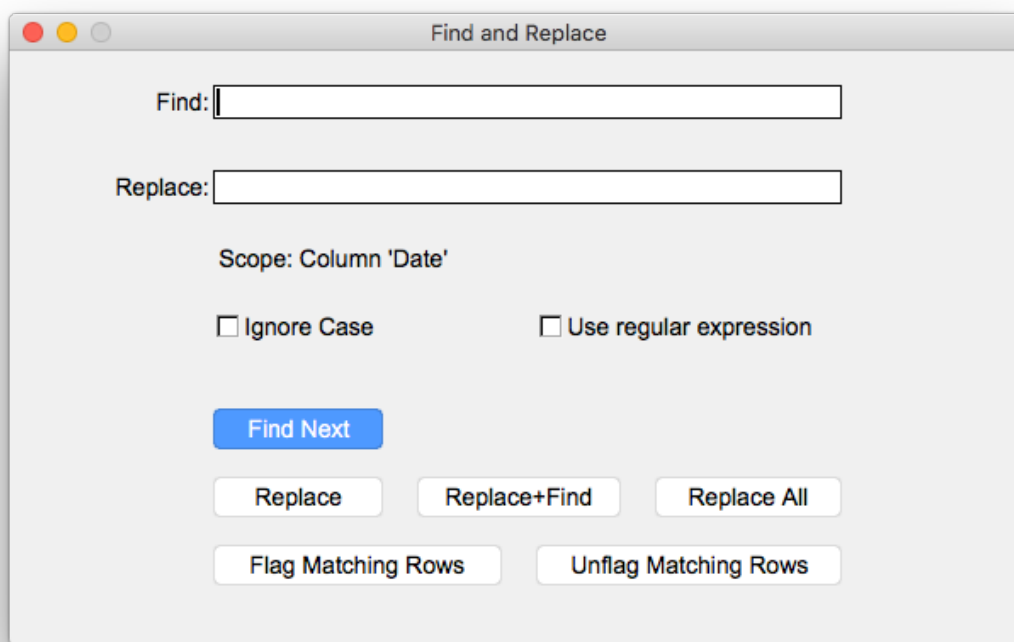 Find and Replace
Find:
Replace:
Scope: Column 'Date'
Ignore Case Use regular expression
Find Next
Replace Replace+Find Replace All
Flag Matching Rows Unflag Matching Rows